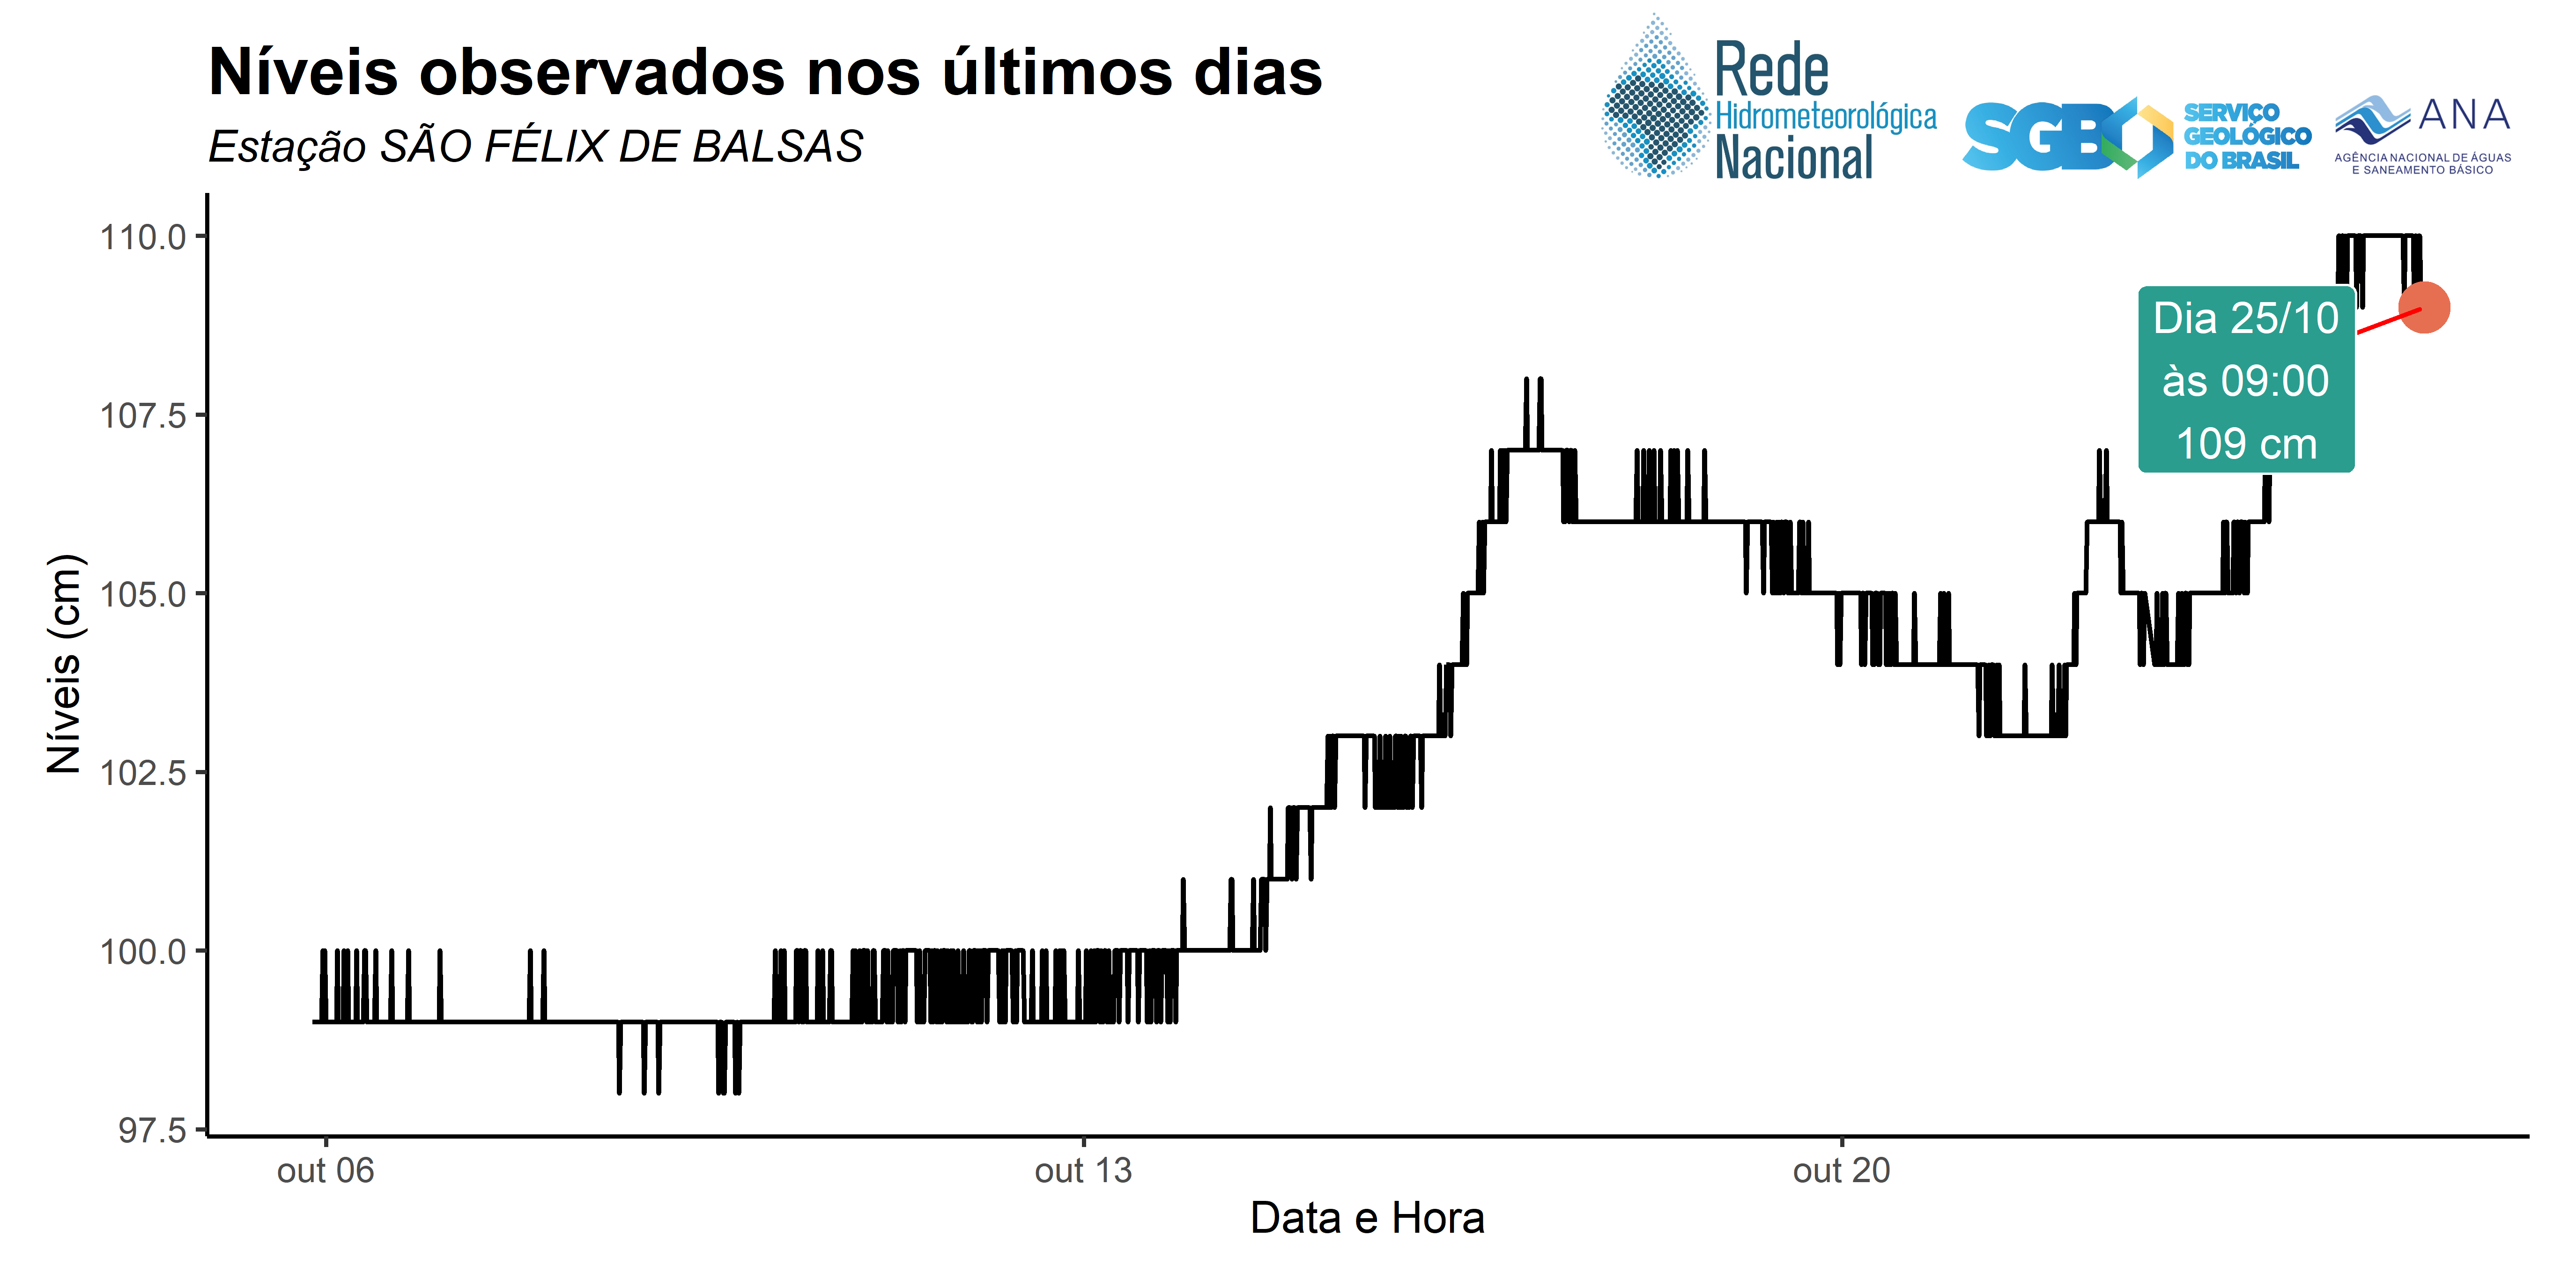 Níveis observados nos últimos dias
Estação SÃO FÉLIX DE BALSAS
Rede
Hidrometeorológica
Nacional
SGB
SERVIÇO
GEOLÓGICO
DO BRASIL
ANA
AGÊNCIA NACIONAL DE ÁGUAS
E SANEAMENTO BÁSICO
Níveis (cm)
110.0
107.5
105.0
102.5
100.0
97.5
Dia 25/10
às 09:00
109 cm
out 06
out 13
out 20
Data e Hora